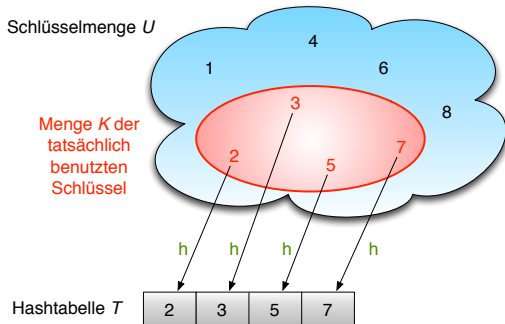 Schlüsselmenge U
4
1
6
3
8
Menge K der
tatsächlich
benutzten
Schlüssel
2
5
7
h
h
h
h
Hashtabelle T
2 3 5 7